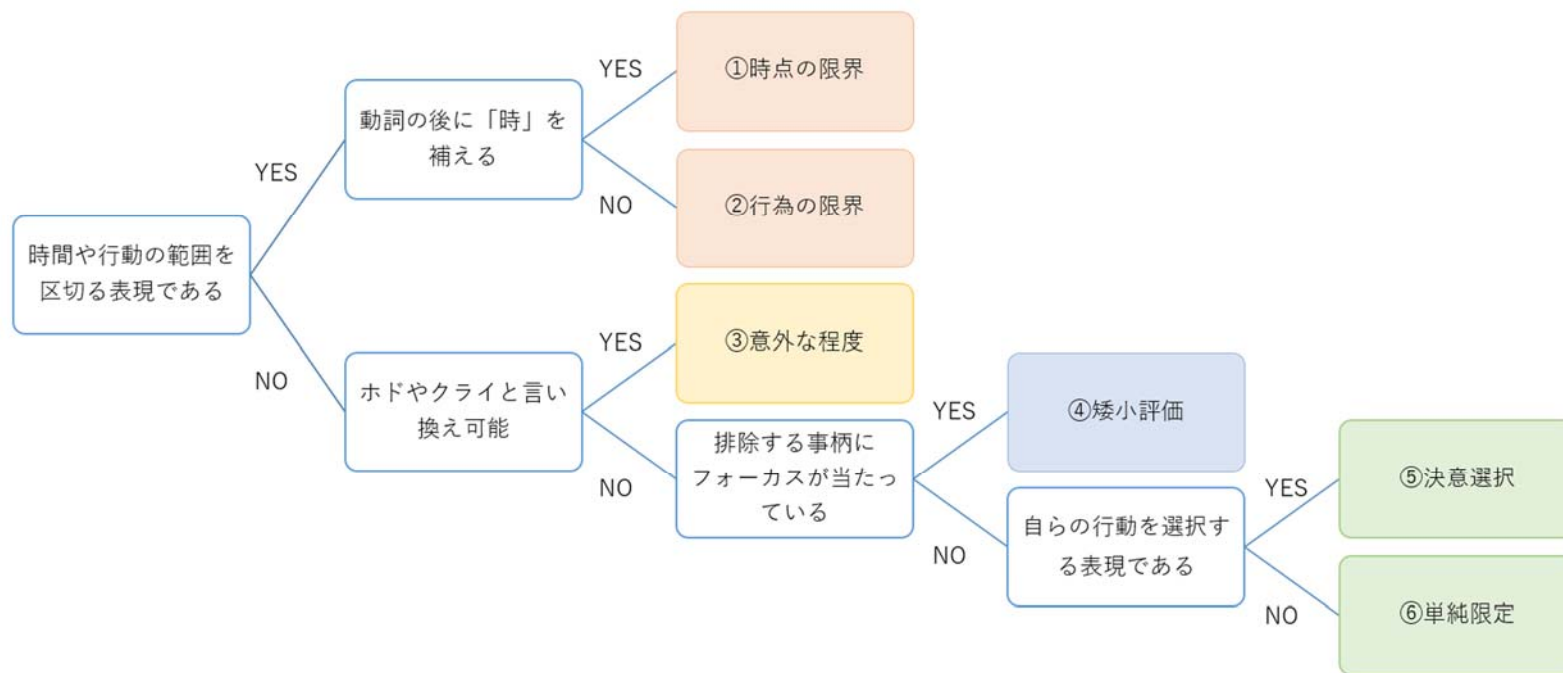 時間や行動の範囲を
区切る表現である
YES
動詞の後に「時」を
補える
YES
①時点の限界
NO
②行為の限界
NO
ホドやクライと言い
換え可能
YES
③意外な程度
NO
排除する事柄に
フォーカスが当たっ
ている
YES
④矮小評価
NO
自らの行動を選択す
る表現である
YES
⑤決意選択
NO
⑥単純限定